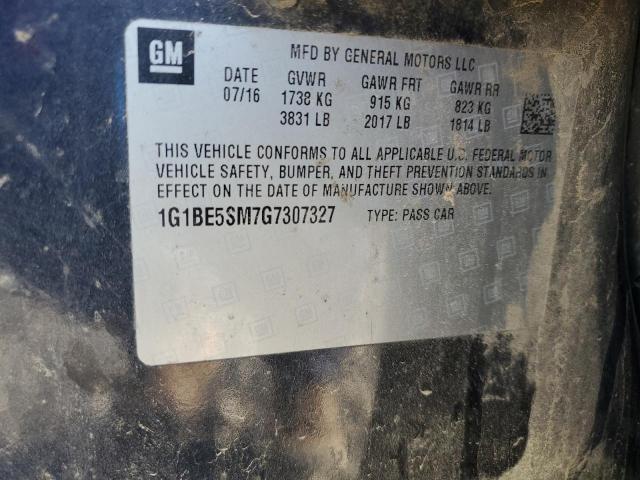 GM
MFD BY GENERAL MOTORS LLC
DATE GVWR GAWR FRT GAWR RR
07/16 1738 KG 915 KG 823 KG
3831 LB 2017 LB 1814 LB
THIS VEHICLE CONFORMS TO ALL APPLICABLE U.S. FEDERAL MOTOR
VEHICLE SAFETY, BUMPER, AND THEFT PREVENTION STANDARDS IN
EFFECT ON THE DATE OF MANUFACTURE SHOWN ABOVE.
1G1BE5SM7G7307327 TYPE: PASS CAR